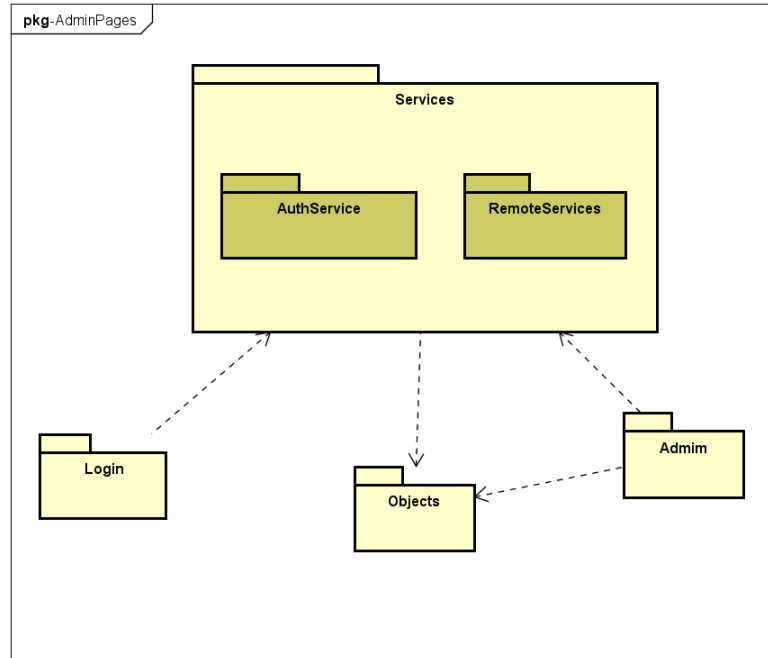 pkg-AdminPages
Services
AuthService
RemoteServices
Login
Objects
Admim